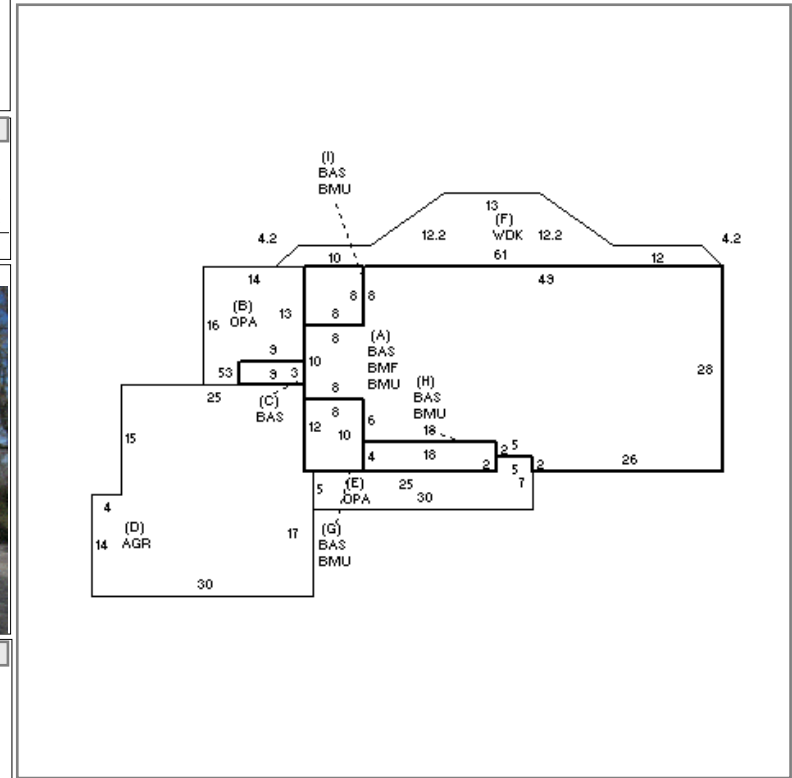 (I)
BAS
BMU
13
(F)
4.2 12.2 WDK 12.2 4.2
10 61 12
14 49
8 8
(B) 13
OPA 8
16
8 (A)
BAS
BMF
BMU
9 10
28
53 9 3
8 (H)
BAS
BMU
25 (C)
BAS
8 6
18
12 10
15 2 5
4 18 2 5 2 26
5 (E)
OPA
25 7
30
4
(D)
AGR
14 17 (G)
BAS
BMU
30